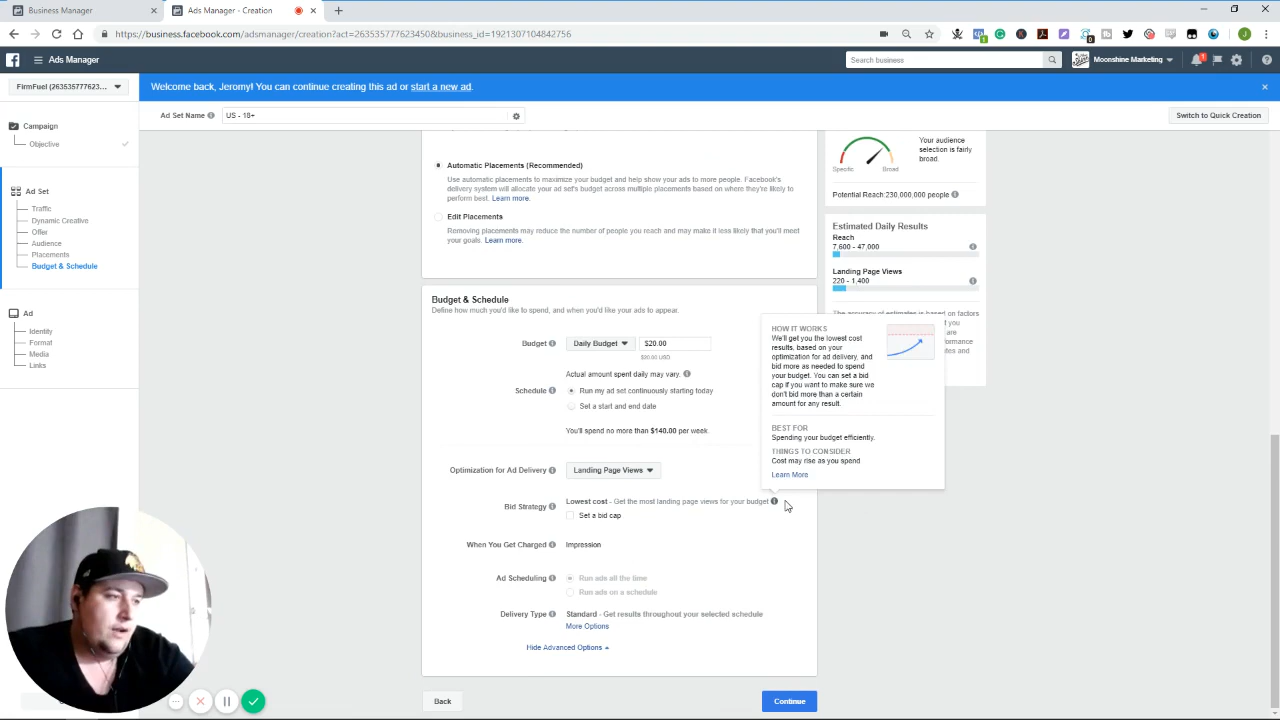 Business Manager
Ads Manager - Creation
https://business.facebook.com/adsmanager/creation?act=263535777623450&business_id=1921307104842756
Ads Manager
Search business
Moonshine Marketing
FirmFuel (263535777623...
Welcome back, Jeromy! You can continue creating this ad or start a new ad.
Ad Set Name
US - 18+
Switch to Quick Creation
Campaign
Objective
Ad Set
Traffic
Dynamic Creative
Offer
Audience
Placements
Budget & Schedule
Ad
Identity
Format
Media
Links
Automatic Placements (Recommended)
Use automatic placements to maximize your budget and help show your ads to more people. Facebook's
delivery system will allocate your ad set's budget across multiple placements based on where they're likely to
perform best. Learn more.
Edit Placements
Removing placements may reduce the number of people you reach and may make it less likely that you'll meet
your goals. Learn more.
Budget & Schedule
Define how much you'd like to spend, and when you'd like your ads to appear.
Budget
Daily Budget
$20.00
$20.00 USD
Actual amount spent daily may vary.
Schedule
Run my ad set continuously starting today
Set a start and end date
You'll spend no more than $140.00 per week.
Optimization for Ad Delivery
Landing Page Views
Bid Strategy
Lowest cost - Get the most landing page views for your budget
Set a bid cap
When You Get Charged
Impression
Ad Scheduling
Run ads all the time
Run ads on a schedule
Delivery Type
Standard - Get results throughout your selected schedule
More Options
Hide Advanced Options
Back
Continue
Specific
Broad
Your audience
selection is fairly
broad.
Potential Reach:230,000,000 people
Estimated Daily Results
Reach
7,600 - 47,000
Landing Page Views
220 - 1,400
The accuracy of estimates is based on factors
HOW IT WORKS
We'll get you the lowest cost
results, based on your
optimization for ad delivery, and
bid more as needed to spend
your budget. You can set a bid
cap if you want to make sure we
don't bid more than a certain
amount for any result.
BEST FOR
Spending your budget efficiently.
THINGS TO CONSIDER
Cost may rise as you spend
Learn More